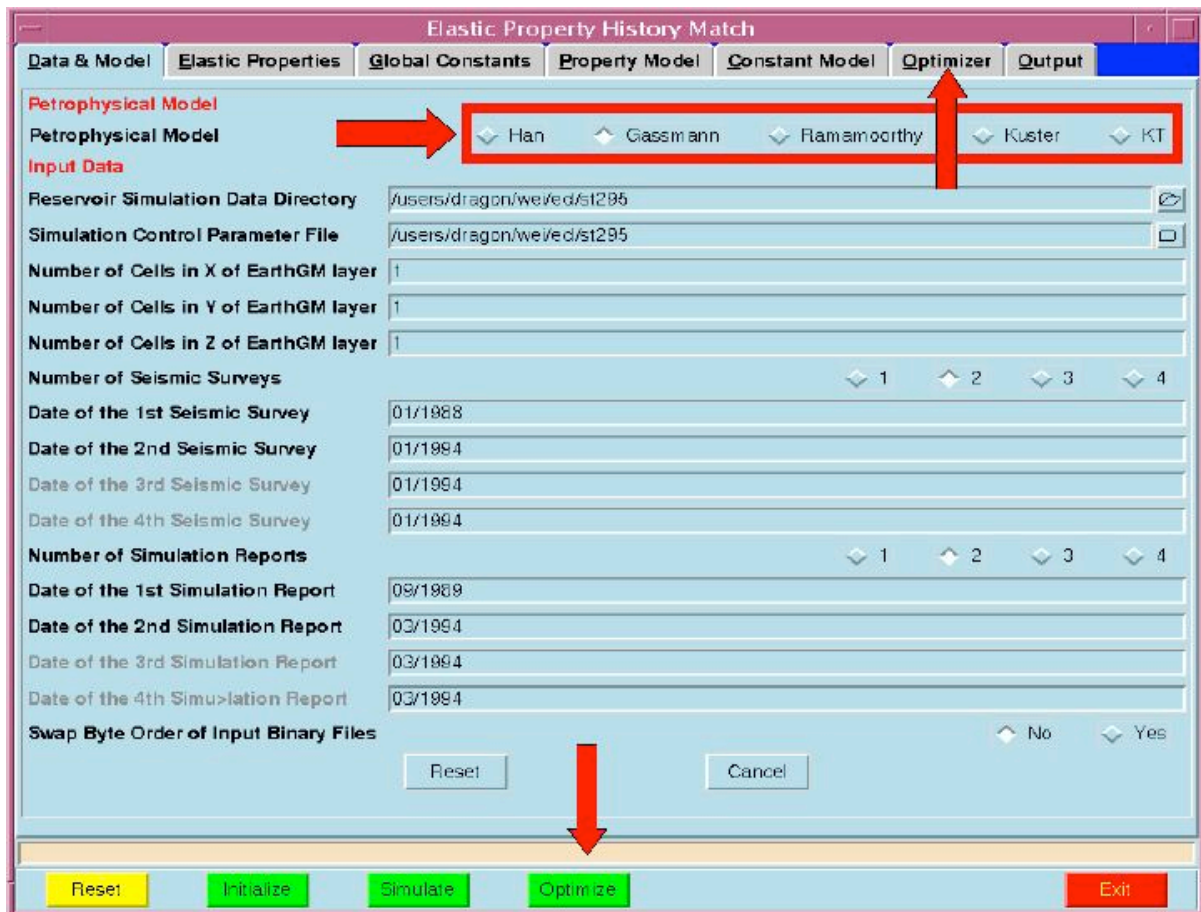 Elastic Property History Match
Data & Model Elastic Properties Global Constants Property Model Constant Model Optimizer Output
Petrophysical Model
Petrophysical Model Han Gassmann Ramamoorthy Kuster KT
Input Data
Reservoir Simulation Data Directory /users/dragon/wei/ecl/st295
Simulation Control Parameter File /users/dragon/wei/ecl/st295
Number of Cells in X of EarthGM layer 1
Number of Cells in Y of EarthGM layer 1
Number of Cells in Z of EarthGM layer 1
Number of Seismic Surveys 1 2 3 4
Date of the 1st Seismic Survey 01/1988
Date of the 2nd Seismic Survey 01/1994
Date of the 3rd Seismic Survey 01/1994
Date of the 4th Seismic Survey 01/1994
Number of Simulation Reports 1 2 3 4
Date of the 1st Simulation Report 09/1989
Date of the 2nd Simulation Report 03/1994
Date of the 3rd Simulation Report 03/1994
Date of the 4th Simu>lation Report 03/1994
Swap Byte Order of Input Binary Files No Yes
Reset Cancel
Reset Initialize Simulate Optimize Exit